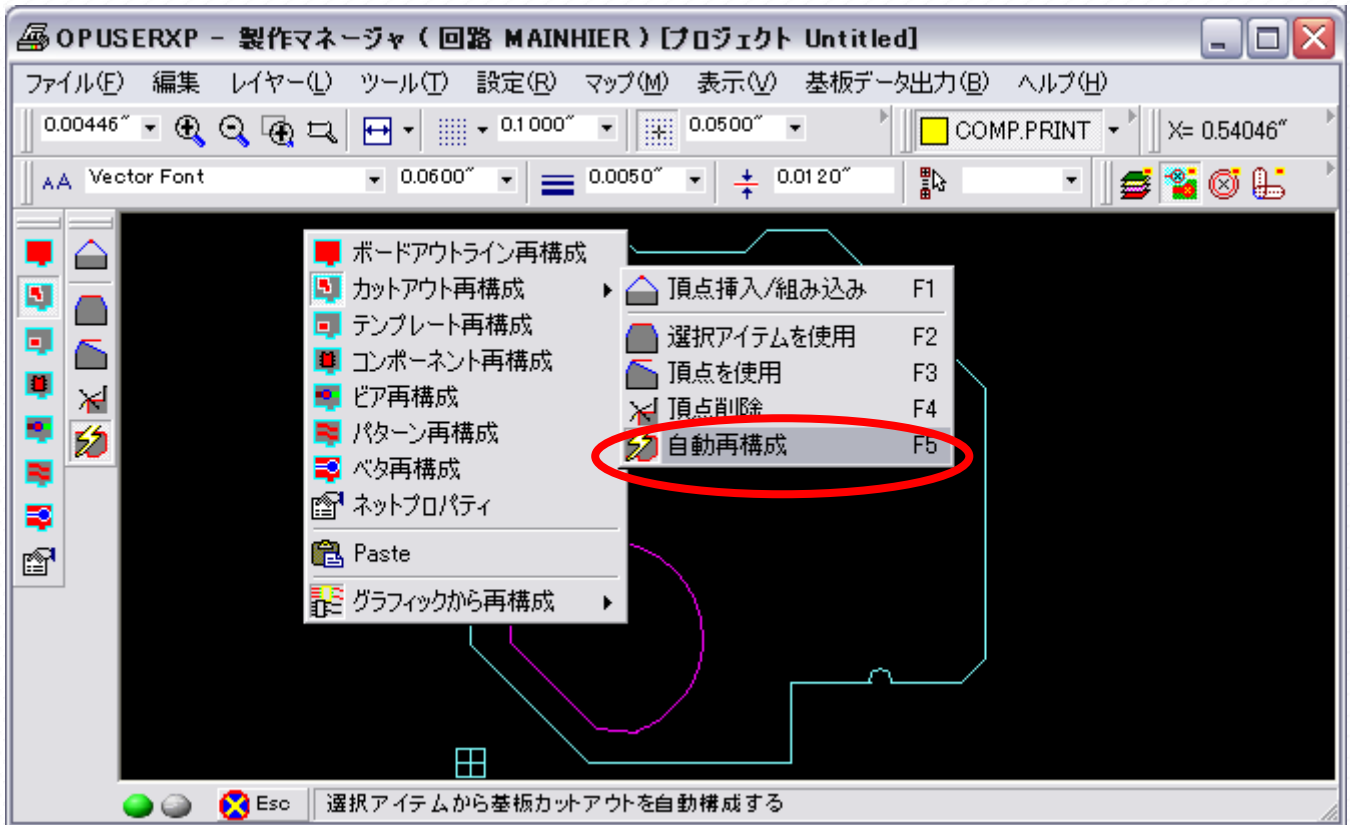 OPUSERXP - 製作マネージャ ( 回路 MAINHIER ) [プロジェクト Untitled]
ファイル(F) 編集 レイヤー(L) ツール(T) 設定(R) マップ(M) 表示(V) 基板データ出力(B) ヘルプ(H)
0.00446" 0.1000" 0.0500" COMP.PRINT X= 0.54046"
AA Vector Font 0.0600" 0.0050" 0.0120"
ボードアウトライン再構成
カットアウト再構成
テンプレート再構成
コンポーネント再構成
ビア再構成
パターン再構成
ベタ再構成
ネットプロパティ
Paste
グラフィックから再構成
頂点挿入/組み込み F1
選択アイテムを使用 F2
頂点を使用 F3
頂点削除 F4
自動再構成 F5
Esc 選択アイテムから基板カットアウトを自動構成する